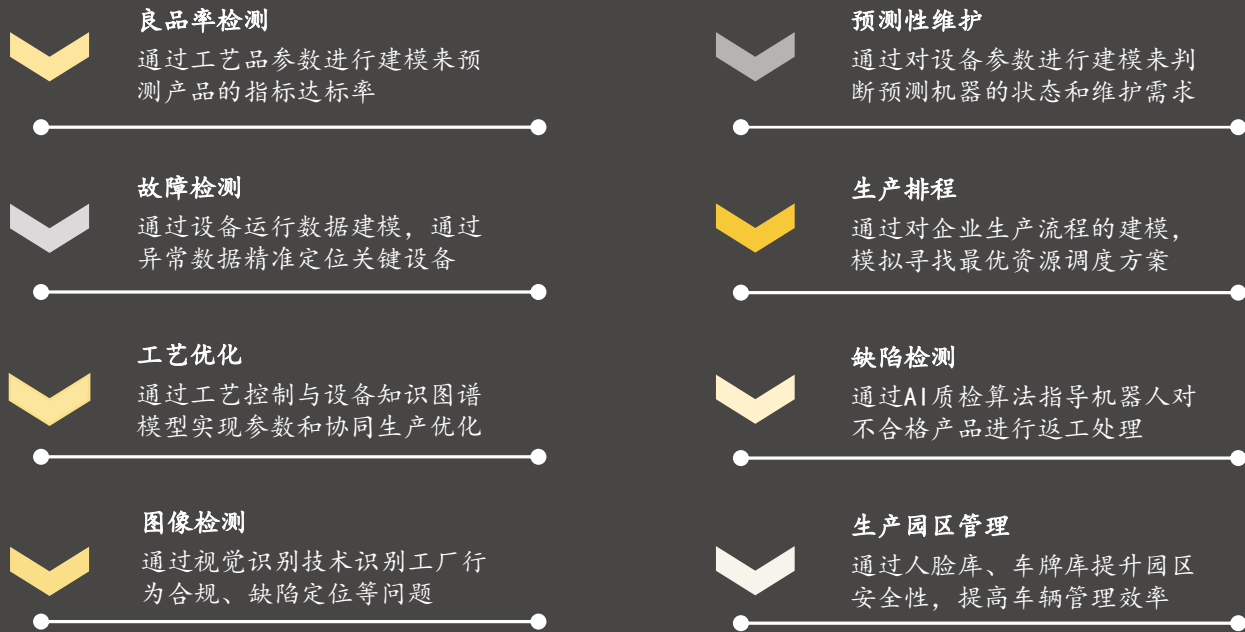 良品率检测
通过工艺品参数进行建模来预
测产品的指标达标率
故障检测
通过设备运行数据建模，通过
异常数据精准定位关键设备
工艺优化
通过工艺控制与设备知识图谱
模型实现参数和协同生产优化
图像检测
通过视觉识别技术识别工厂行
为合规、缺陷定位等问题
预测性维护
通过对设备参数进行建模来判
断预测机器的状态和维护需求
生产排程
通过对企业生产流程的建模，
模拟寻找最优资源调度方案
缺陷检测
通过AI质检算法指导机器人对
不合格产品进行返工处理
生产园区管理
通过人脸库、车牌库提升园区
安全性，提高车辆管理效率